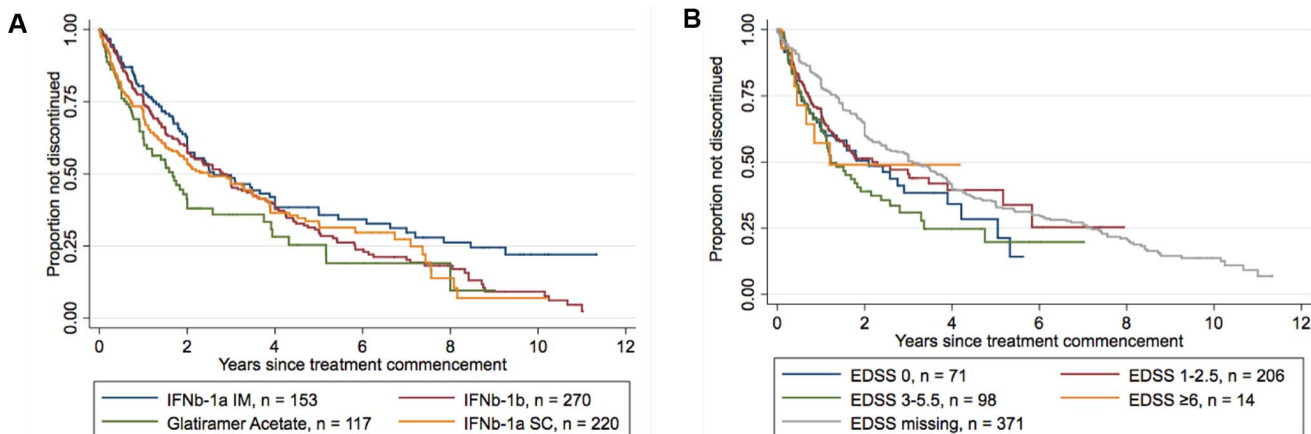 A
Proportion not discontinued
1.00
0.75
0.50
0.25
0.00
0 2 4 6 8 10 12
Years since treatment commencement
IFNb-1a IM, n = 153 IFNb-1b, n = 270
Glatiramer Acetate, n = 117 IFNb-1a SC, n = 220
B
Proportion not discontinued
1.00
0.75
0.50
0.25
0.00
0 2 4 6 8 10 12
Years since treatment commencement
EDSS 0, n = 71 EDSS 1-2.5, n = 206
EDSS 3-5.5, n = 98 EDSS ≥6, n = 14
EDSS missing, n = 371